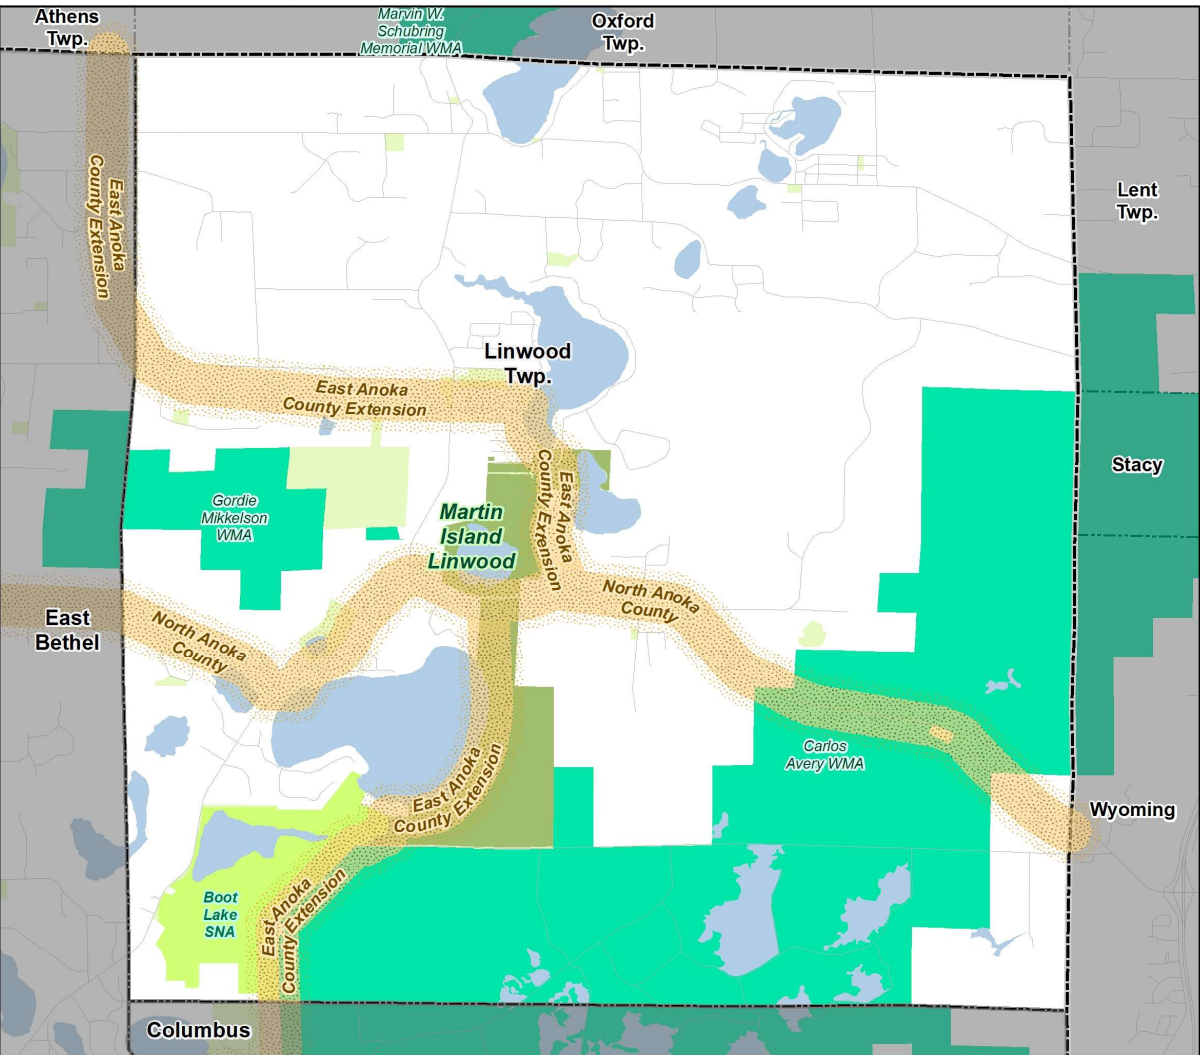 Athens
Twp.
Marvin W.
Schubring
Memorial WMA
Oxford
Twp.
East Anoka
County Extension
Lent
Twp.
Linwood
Twp.
East Anoka
County Extension
Stacy
Gordie
Mikkelson
WMA
Martin
Island
Linwood
East Anoka
County Extension
North Anoka
County
East
Bethel
North Anoka
County
Carlos
Avery WMA
East Anoka
County Extension
Wyoming
Boot
Lake
SNA
East Anoka
County Extension
Columbus